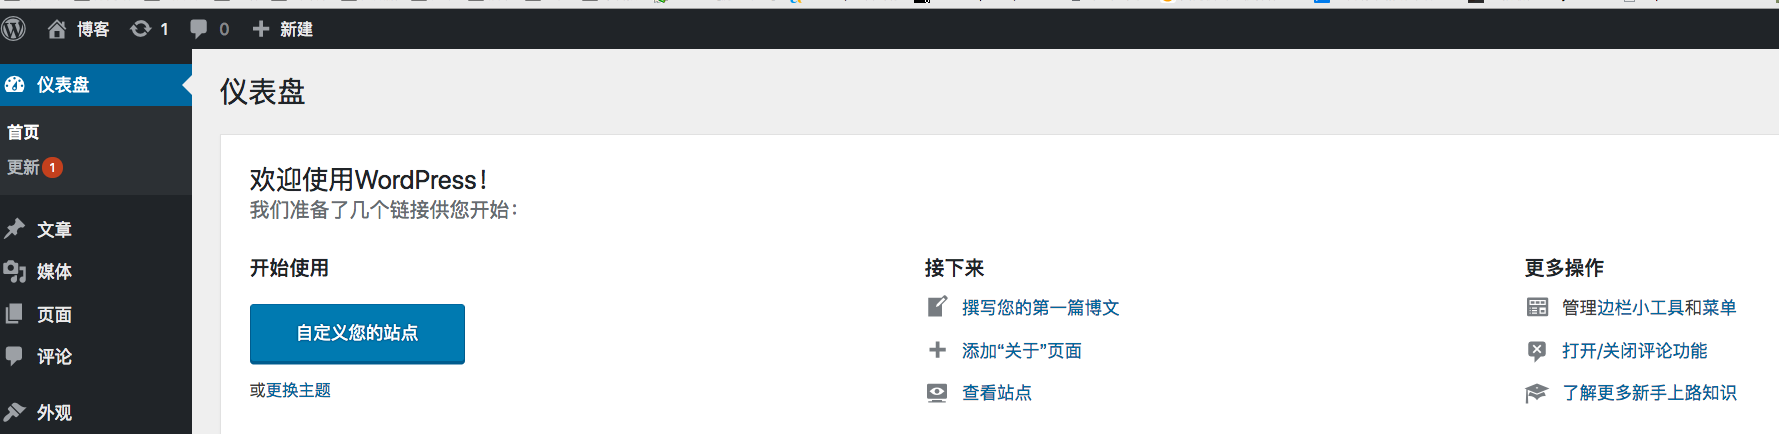 博客 1 0 新建
仪表盘
首页
更新 1
文章
媒体
页面
评论
外观
仪表盘
欢迎使用WordPress！
我们准备了几个链接供您开始：
开始使用
自定义您的站点
或更换主题
接下来
撰写您的第一篇博文
添加“关于”页面
查看站点
更多操作
管理边栏小工具和菜单
打开/关闭评论功能
了解更多新手上路知识